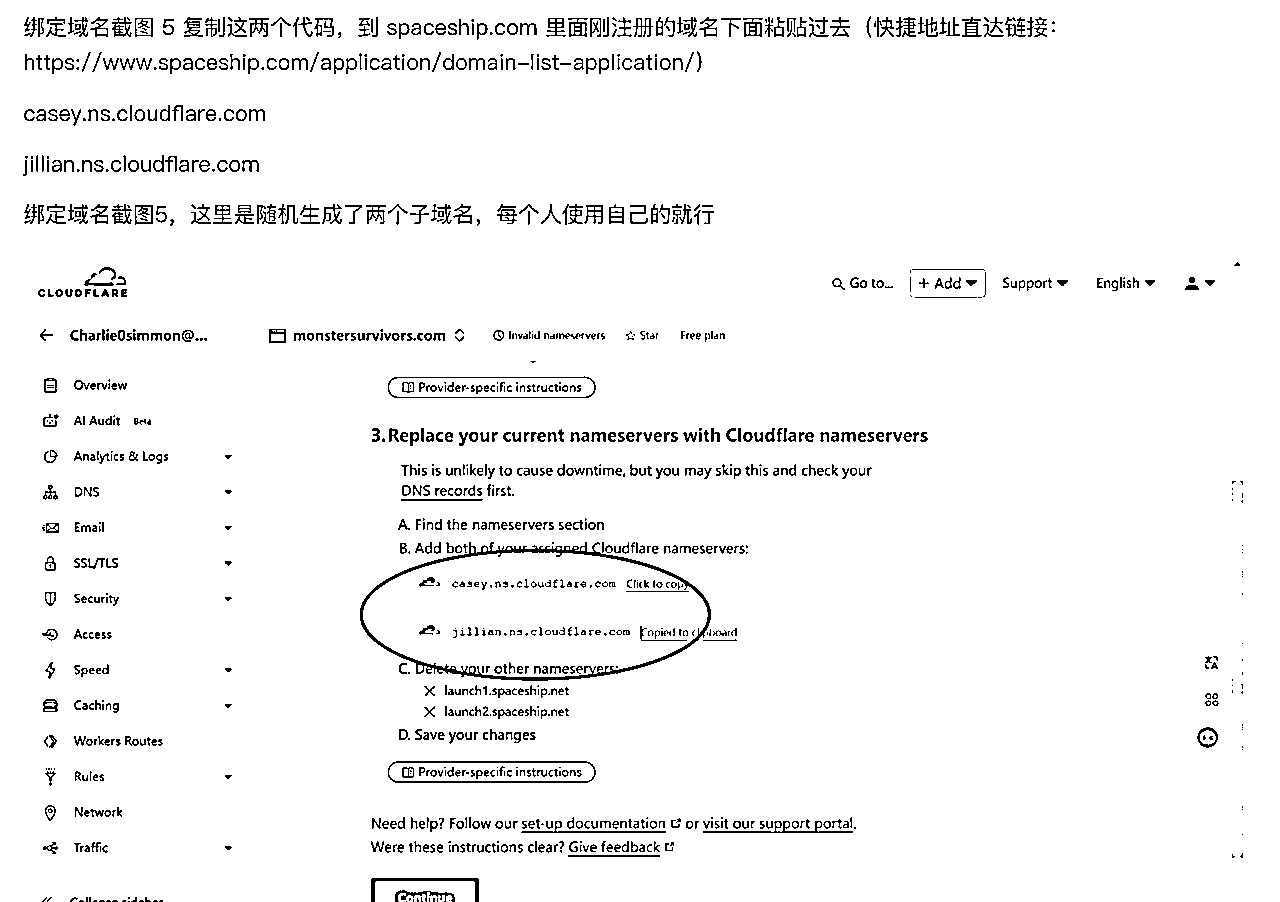 绑定域名截图 5 复制这两个代码，到 spaceship.com 里面刚注册的域名下面粘贴过去（快捷地址直达链接：
https://www.spaceship.com/application/domain-list-application/)
casey.ns.cloudflare.com
jillian.ns.cloudflare.com
绑定域名截图5，这里是随机生成了两个子域名，每个人使用自己的就行
CLOUDFLARE
Go to...
+ Add
Support
English
Charlie0simmon@...
monstersurvivors.com
Invalid nameservers
Star
Free plan
Overview
AI Audit Beta
Analytics & Logs
DNS
Email
SSL/TLS
Security
Access
Speed
Caching
Workers Routes
Rules
Network
Traffic
Collapse sidebar
Provider-specific instructions
3. Replace your current nameservers with Cloudflare nameservers
This is unlikely to cause downtime, but you may skip this and check your
DNS records first.
A. Find the nameservers section
B. Add both of your assigned Cloudflare nameservers:
casey.ns.cloudflare.com Click to copy
jillian.ns.cloudflare.com Copied to clipboard
C. Delete your other nameservers:
launch1.spaceship.net
launch2.spaceship.net
D. Save your changes
Provider-specific instructions
Need help? Follow our set-up documentation or visit our support portal.
Were these instructions clear? Give feedback
Continue